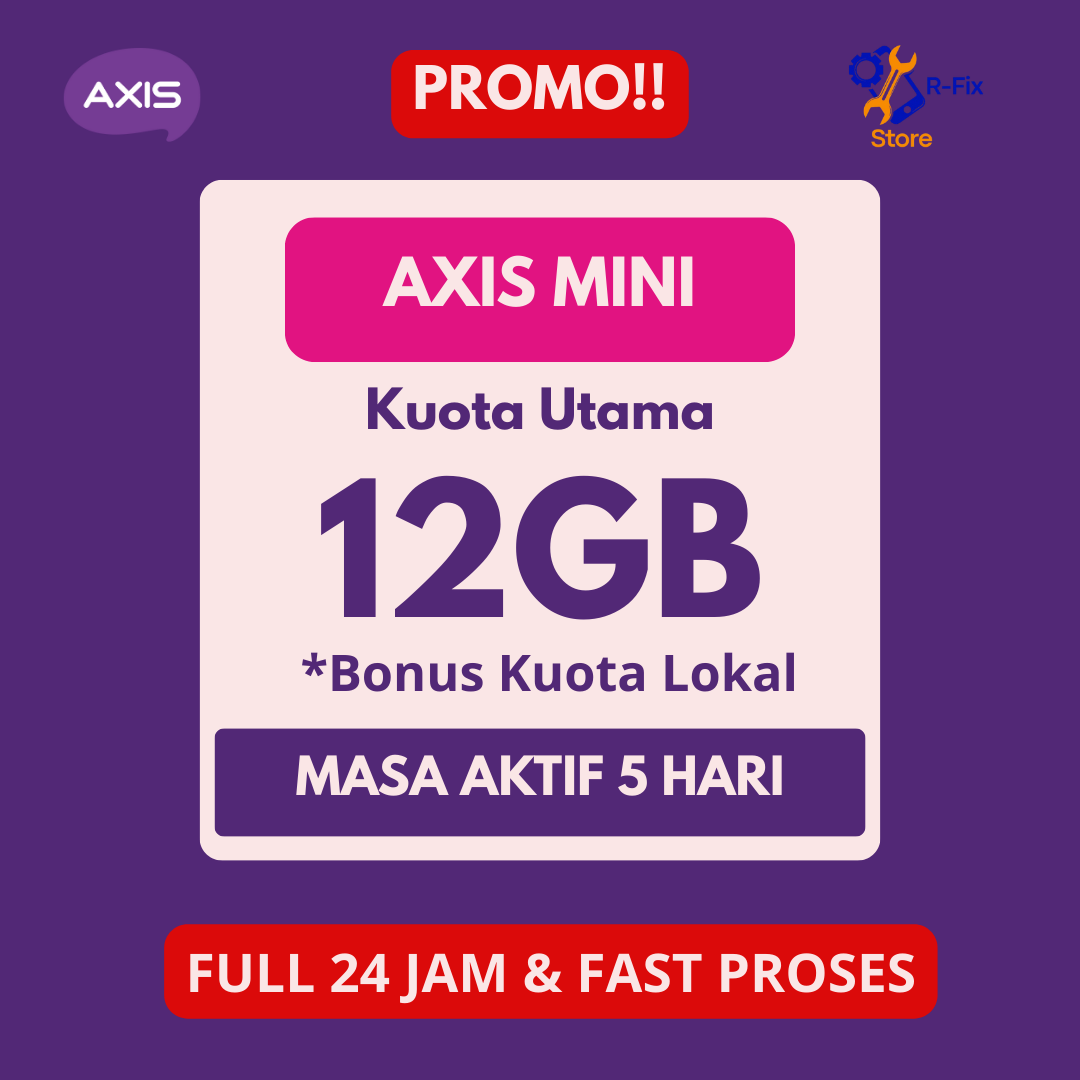 AXIS
PROMO!!
R-Fix
Store
AXIS MINI
Kuota Utama
12GB
*Bonus Kuota Lokal
MASA AKTIF 5 HARI
FULL 24 JAM & FAST PROSES